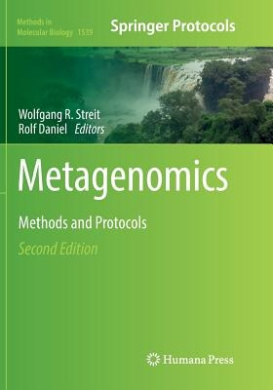 Methods in
Molecular Biology 1539
Springer Protocols
Wolfgang R. Streit
Rolf Daniel Editors
Metagenomics
Methods and Protocols
Second Edition
Humana Press